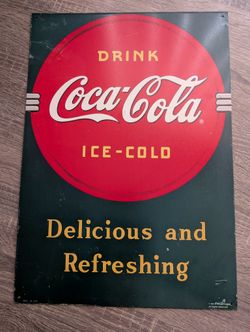 DRINK
Coca-Cola
ICE-COLD
Delicious and
Refreshing